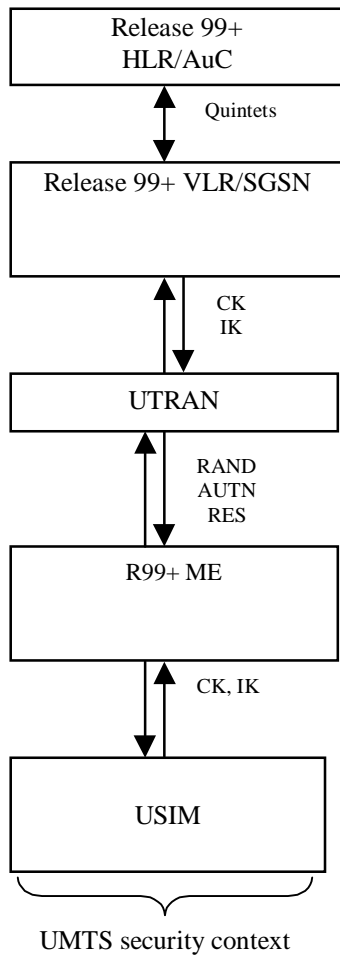 Release 99+
HLR/AuC
Quintets
Release 99+ VLR/SGSN
CK
IK
UTRAN
RAND
AUTN
RES
R99+ ME
CK, IK
USIM
UMTS security context